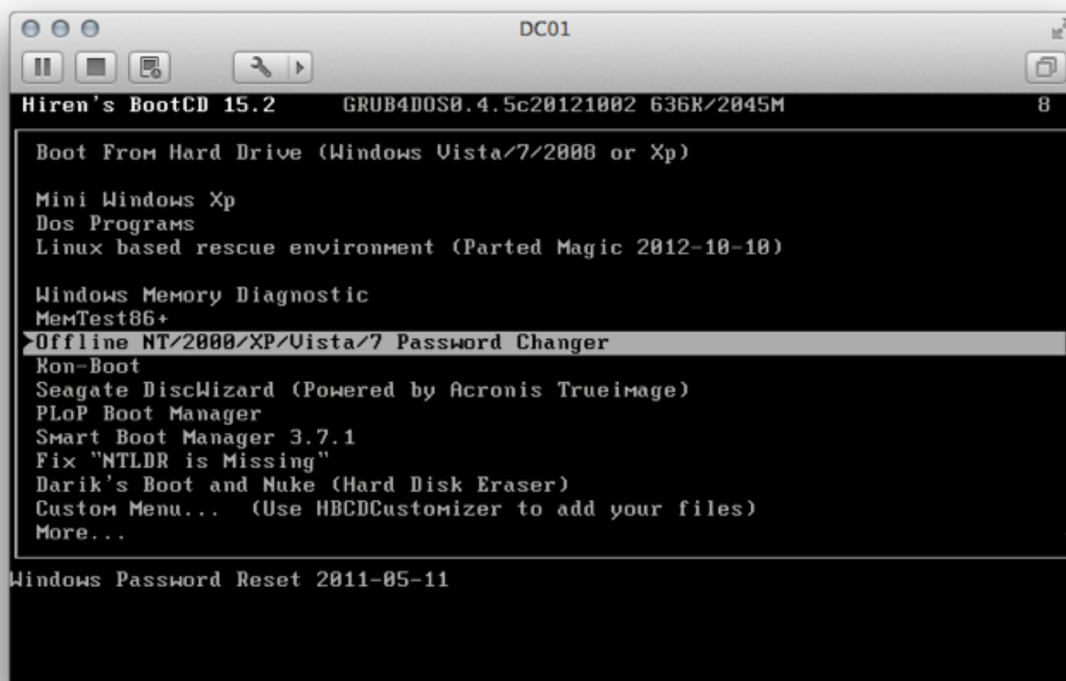 DC01
Hiren's BootCD 15.2 GRUB4DOS0.4.5c20121002 636K/2045M 8
Boot From Hard Drive (Windows Vista/7/2008 or Xp)
Mini Windows Xp
Dos Programs
Linux based rescue environment (Parted Magic 2012-10-10)
Windows Memory Diagnostic
MemTest86+
Offline NT/2000/XP/Vista/7 Password Changer
Kon-Boot
Seagate DiscWizard (Powered by Acronis Trueimage)
PLoP Boot Manager
Smart Boot Manager 3.7.1
Fix "NTLDR is Missing"
Darik's Boot and Nuke (Hard Disk Eraser)
Custom Menu... (Use HBCDCustomizer to add your files)
More...
Windows Password Reset 2011-05-11